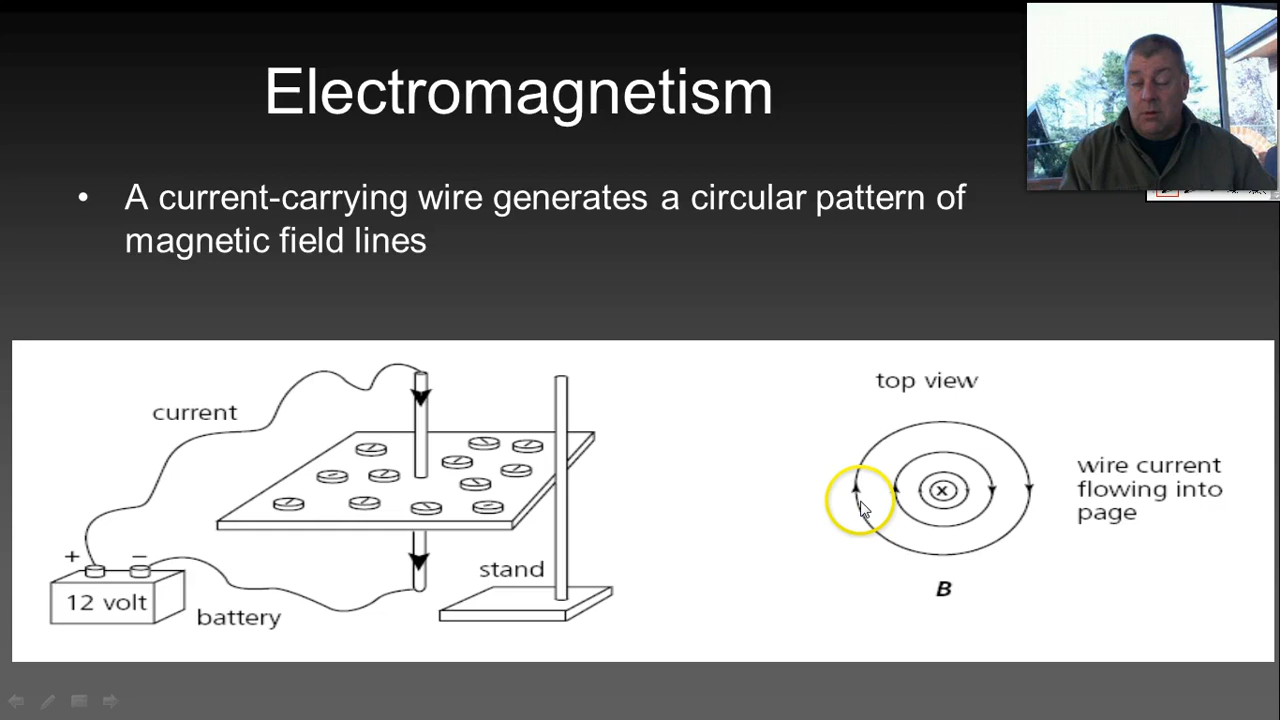 Electromagnetism
• A current-carrying wire generates a circular pattern of
magnetic field lines
current
+ −
12 volt
battery
stand
top view
x
wire current
flowing into
page
B